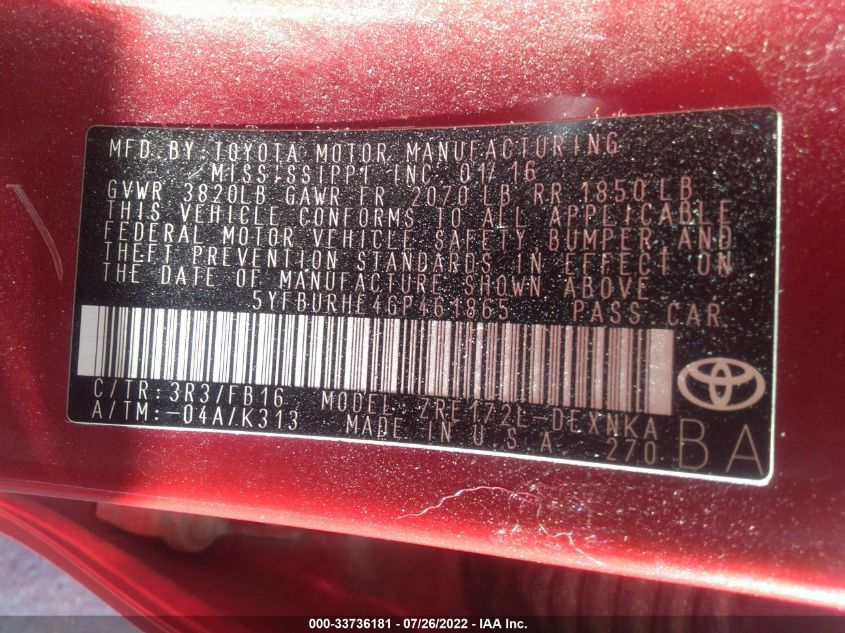 MFD. BY: TOYOTA MOTOR MANUFACTURING
MISSISSIPPI INC. 01/16
GVWR 3820LB GAWR FR 2070 LB RR 1850 LB
THIS VEHICLE CONFORMS TO ALL APPLICABLE
FEDERAL MOTOR VEHICLE SAFETY, BUMPER AND
THEFT PREVENTION STANDARDS IN EFFECT ON
THE DATE OF MANUFACTURE SHOWN ABOVE.
5YFBURHE4GP461865 PASS CAR
C/TR: 3R3/FB16 MODEL: ZRE172L-DEXNKA
A/TM: -04A/K313 MADE IN U.S.A. 270
BA
000-33736181 - 07/26/2022 - IAA Inc.